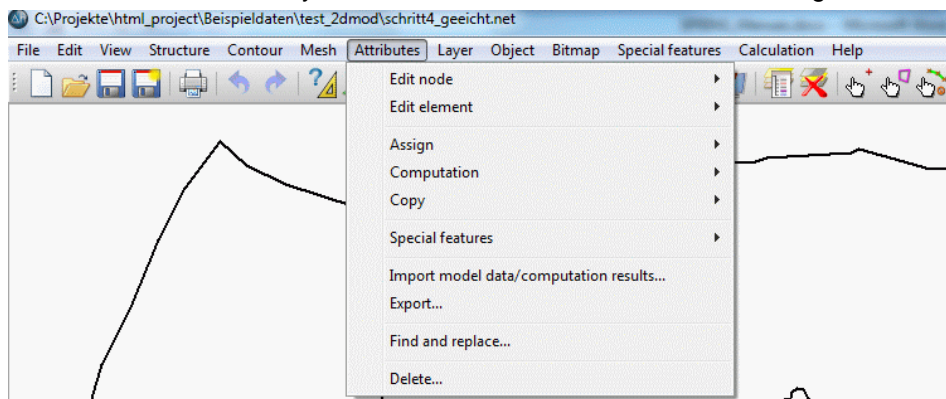 C:\Projekte\html_project\Beispieldaten\test_2dmod\schritt4_geeicht.net
File Edit View Structure Contour Mesh Attributes Layer Object Bitmap Special features Calculation Help
Edit node
Edit element
Assign
Computation
Copy
Special features
Import model data/computation results...
Export...
Find and replace...
Delete...